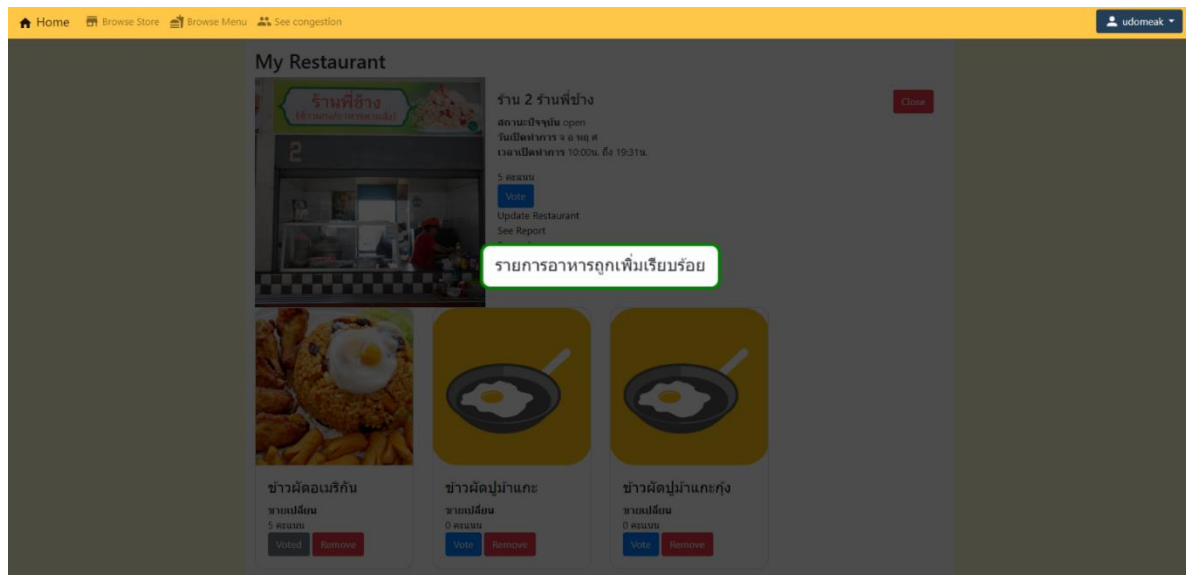 Home Browse Store Browse Menu See congestion udomeak
My Restaurant
ร้านพี่ช้าง
2
ร้าน 2 ร้านพี่ช้าง
Close
สถานะปัจจุบัน open
วันเปิดทำการ จ อ พฤ ศ
เวลาเปิดทำการ 10:00น. ถึง 19:31น.
5 คะแนน
Vote
Update Restaurant
See Report
รายการอาหารถูกเพิ่มเรียบร้อย
ข้าวผัดอเมริกัน
ขายเปลี่ยน
5 คะแนน
Voted Remove
ข้าวผัดปูม้าแกะ
ขายเปลี่ยน
0 คะแนน
Vote Remove
ข้าวผัดปูม้าแกะกุ้ง
ขายเปลี่ยน
0 คะแนน
Vote Remove